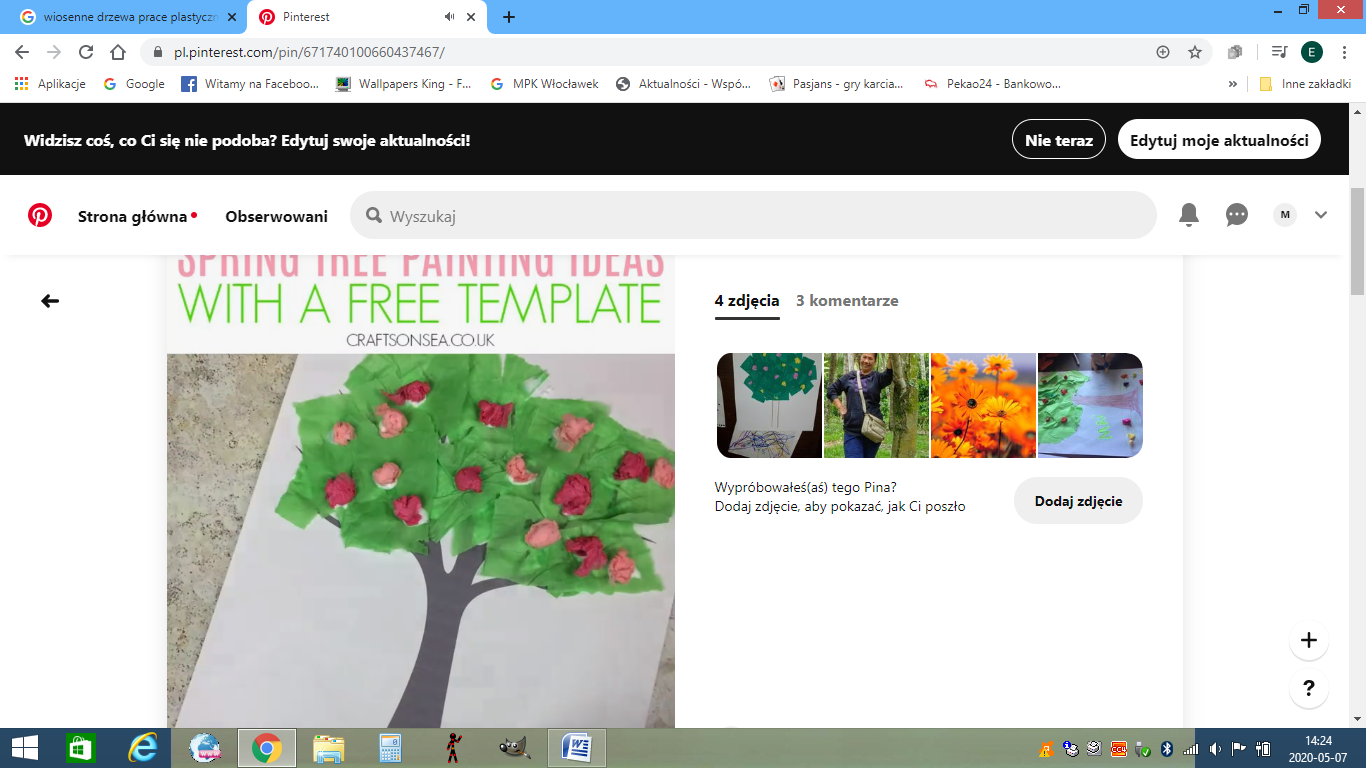 wiosenne drzewa prace plastyczn
Pinterest
pl.pinterest.com/pin/671740100660437467/
E
Aplikacje
Google
Witamy na Faceboo...
Wallpapers King - F...
MPK Włocławek
Aktualności - Wspó...
Pasjans - gry karcia...
Pekao24 - Bankowo...
»
Inne zakładki
Widzisz coś, co Ci się nie podoba? Edytuj swoje aktualności!
Nie teraz
Edytuj moje aktualności
Strona główna
Obserwowani
Wyszukaj
M
SPRING TREE PAINTING IDEAS
WITH A FREE TEMPLATE
CRAFTSONSEA.CO.UK
4 zdjęcia
3 komentarze
Wypróbowałeś(aś) tego Pina?
Dodaj zdjęcie, aby pokazać, jak Ci poszło
Dodaj zdjęcie
+
?
14:24
2020-05-07